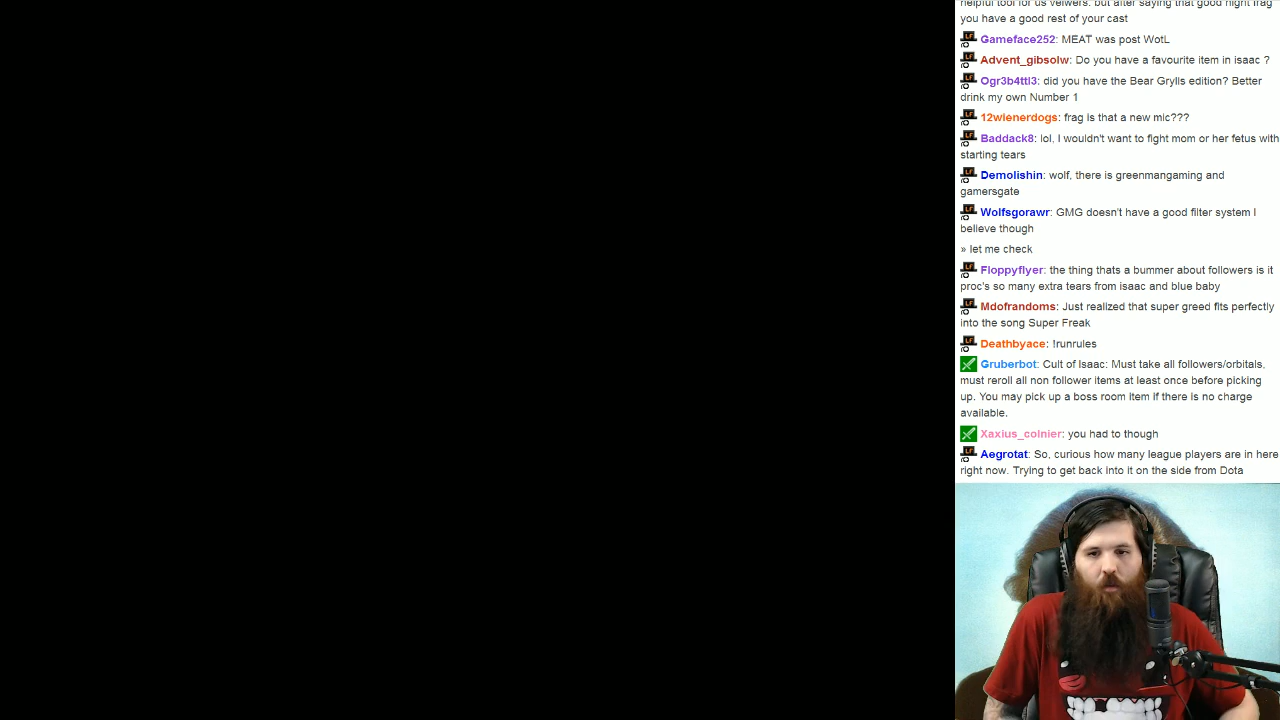 helpful tool for us veiwers. but after saying that good night frag
you have a good rest of your cast
Gameface252: MEAT was post WotL
Advent_gibsolw: Do you have a favourite item in isaac ?
Ogr3b4ttl3: did you have the Bear Grylls edition? Better
drink my own Number 1
12wienerdogs: frag is that a new mic???
Baddack8: lol, I wouldn't want to fight mom or her fetus with
starting tears
Demolishin: wolf, there is greenmangaming and
gamersgate
Wolfsgorawr: GMG doesn't have a good filter system I
believe though
» let me check
Floppyflyer: the thing thats a bummer about followers is it
proc's so many extra tears from isaac and blue baby
Mdofrandoms: Just realized that super greed fits perfectly
into the song Super Freak
Deathbyace: !runrules
Gruberbot: Cult of Isaac: Must take all followers/orbitals,
must reroll all non follower items at least once before picking
up. You may pick up a boss room item if there is no charge
available.
Xaxius_colnier: you had to though
Aegrotat: So, curious how many league players are in here
right now. Trying to get back into it on the side from Dota